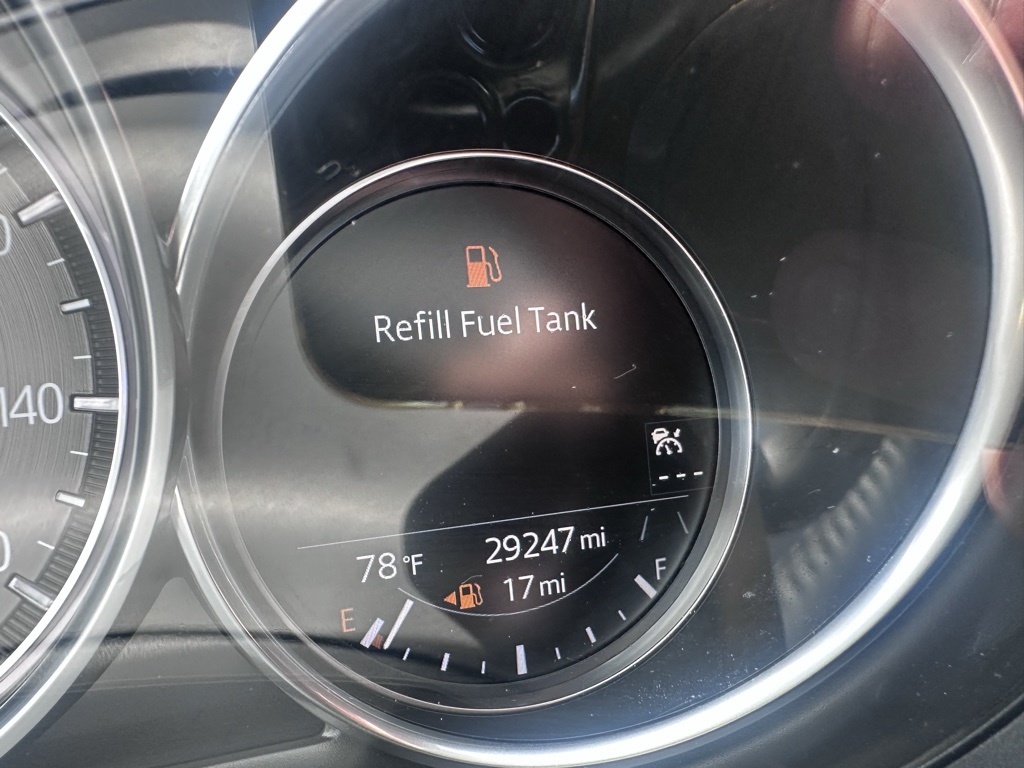 Refill Fuel Tank
140
---
78°F
29247 mi
17 mi
E
F